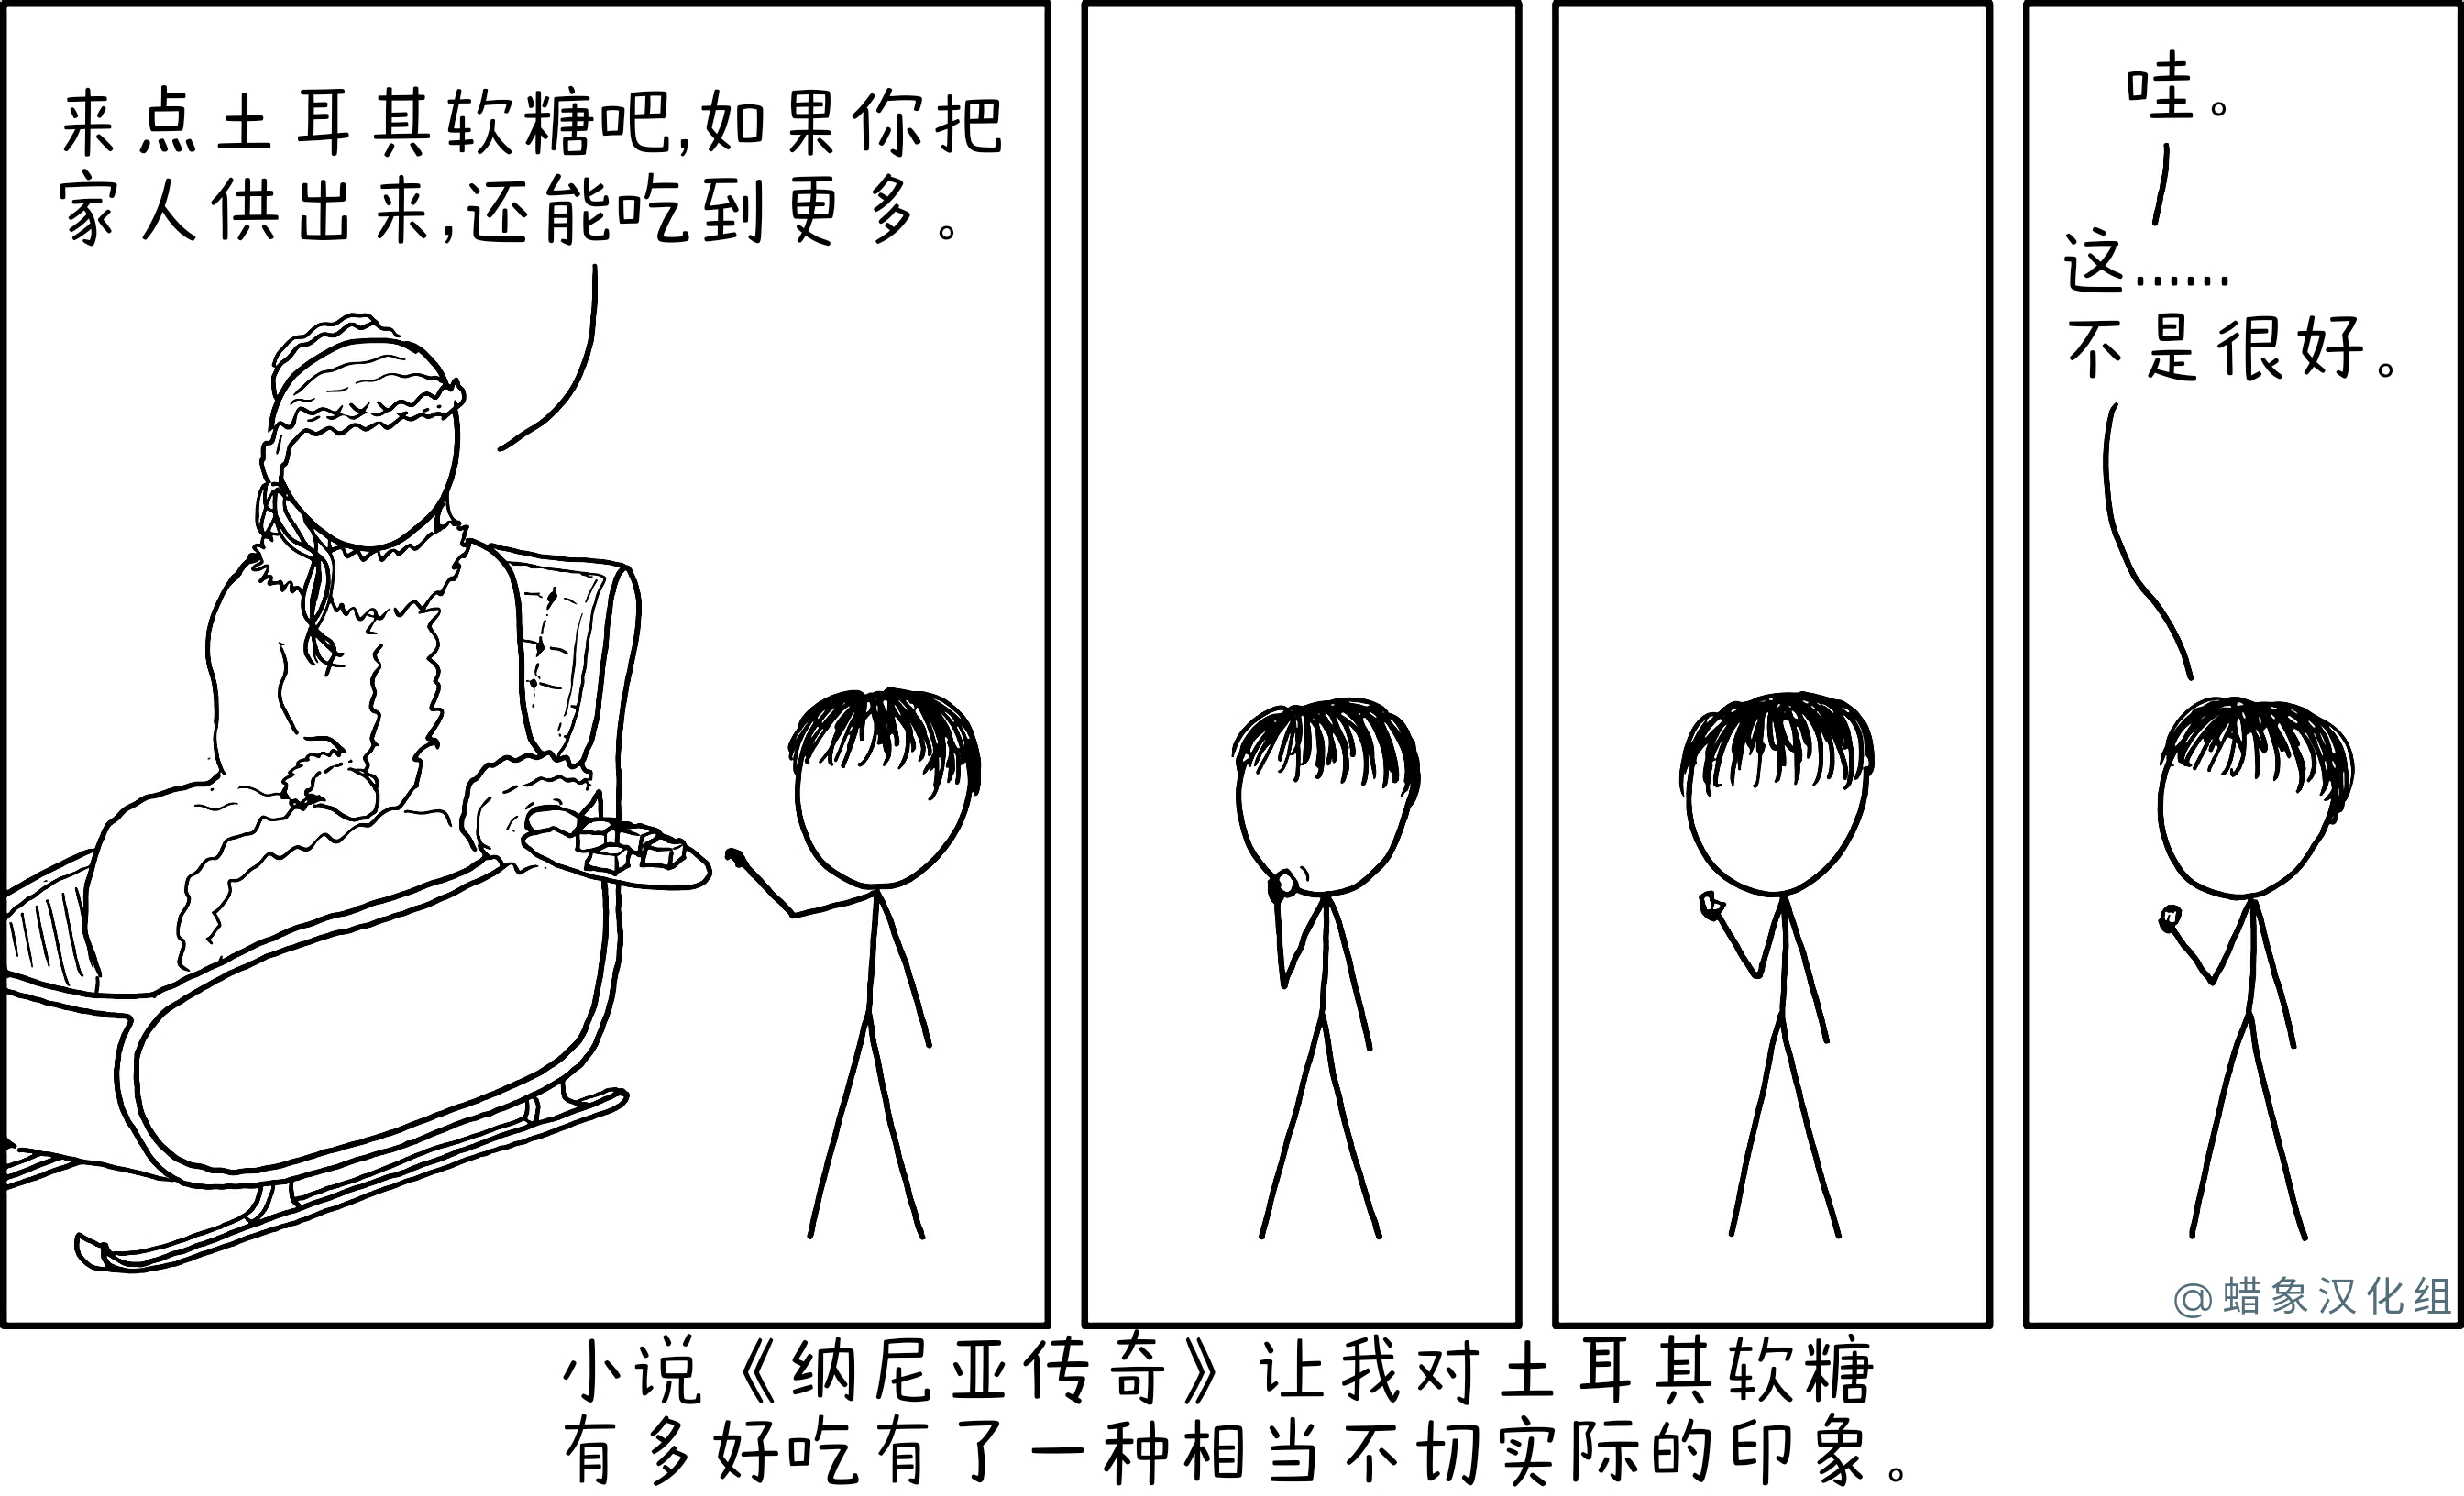 来点土耳其软糖吧,如果你把
家人供出来,还能吃到更多。
哇。
这……
不是很好。
@蜡象汉化组
小说《纳尼亚传奇》让我对土耳其软糖
有多好吃有了一种相当不切实际的印象。